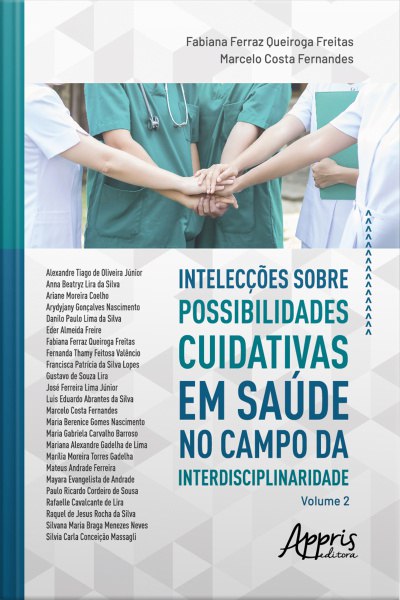 Fabiana Ferraz Queiroga Freitas
Marcelo Costa Fernandes
Alexandre Tiago de Oliveira Júnior
Anna Beatryz Lira da Silva
Ariane Moreira Coelho
Arydyjany Gonçalves Nascimento
Danilo Paulo Lima da Silva
Eder Almeida Freire
Fabiana Ferraz Queiroga Freitas
Fernanda Thamy Feitosa Valêncio
Francisca Patrícia da Silva Lopes
Gustavo de Souza Lira
José Ferreira Lima Júnior
Luis Eduardo Abrantes da Silva
Marcelo Costa Fernandes
Maria Berenice Gomes Nascimento
Maria Gabriela Carvalho Barroso
Mariana Alexandre Gadelha de Lima
Marília Moreira Torres Gadelha
Mateus Andrade Ferreira
Mayara Evangelista de Andrade
Paulo Ricardo Cordeiro de Sousa
Rafaelle Cavalcante de Lira
Raquel de Jesus Rocha da Silva
Silvana Maria Braga Menezes Neves
Silvia Carla Conceição Massagli
INTELECÇÕES SOBRE
POSSIBILIDADES
CUIDATIVAS
EM SAÚDE
NO CAMPO DA
INTERDISCIPLINARIDADE
Volume 2
Appris
editora